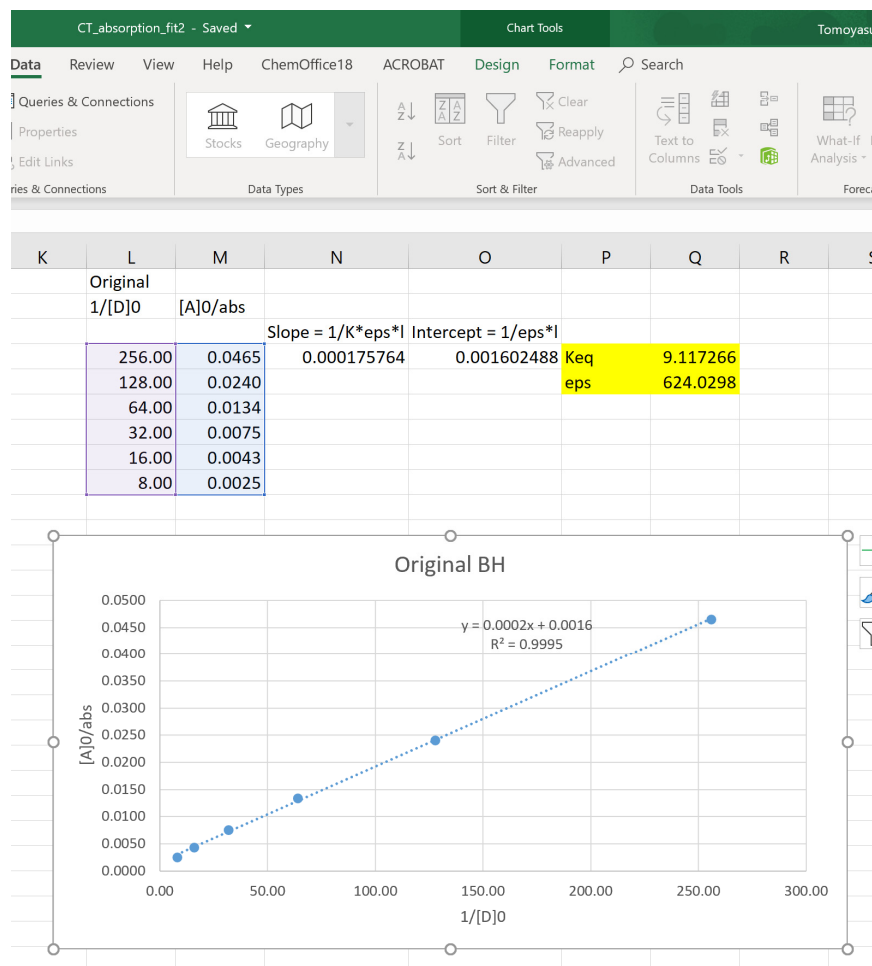 CT_absorption_fit2 - Saved
Chart Tools
Data Review View Help ChemOffice18 ACROBAT Design Format Search
Queries & Connections
Properties
Edit Links
Stocks Geography
Sort Filter
Clear
Reapply
Advanced
Text to
Columns
What-If
Analysis
& Connections
Data Types
Sort & Filter
Data Tools
K L M N O P Q R
Original
1/[D]0 [A]0/abs
Slope = 1/K*eps*l Intercept = 1/eps*l
256.00 0.0465 0.000175764 0.001602488 Keq 9.117266
128.00 0.0240 eps 624.0298
64.00 0.0134
32.00 0.0075
16.00 0.0043
8.00 0.0025
Original BH
y = 0.0002x + 0.0016
R² = 0.9995
[A]0/abs
0.0500
0.0450
0.0400
0.0350
0.0300
0.0250
0.0200
0.0150
0.0100
0.0050
0.0000
0.00 50.00 100.00 150.00 200.00 250.00 300.00
1/[D]0